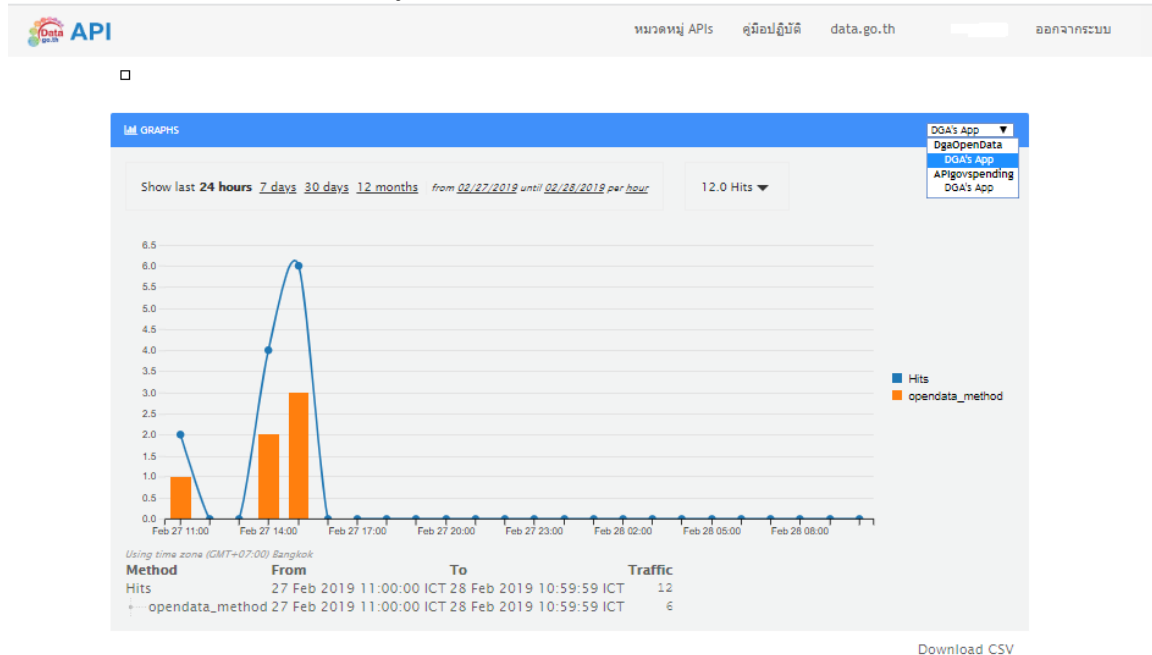 Data go.th API หมวดหมู่ APIs คู่มือปฏิบัติ data.go.th ออกจากระบบ
GRAPHS DGA's App ▼
DgaOpenData
DGA's App
APIgovspending
DGA's App
Show last 24 hours 7 days 30 days 12 months from 02/27/2019 until 02/28/2019 per hour 12.0 Hits
6.5
6.0
5.5
5.0
4.5
4.0
3.5
3.0
2.5
2.0
1.5
1.0
0.5
0.0
Hits
opendata_method
Feb 27 11:00 Feb 27 14:00 Feb 27 17:00 Feb 27 20:00 Feb 27 23:00 Feb 28 02:00 Feb 28 05:00 Feb 28 08:00
Using time zone (GMT+07:00) Bangkok
Method From To Traffic
Hits 27 Feb 2019 11:00:00 ICT 28 Feb 2019 10:59:59 ICT 12
opendata_method 27 Feb 2019 11:00:00 ICT 28 Feb 2019 10:59:59 ICT 6
Download CSV